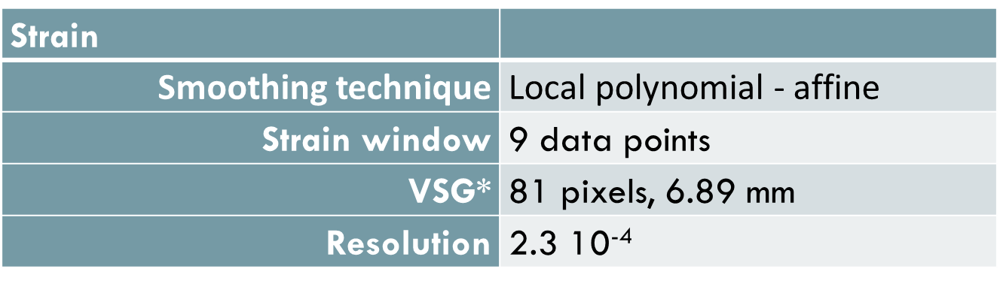 Strain
Smoothing technique Local polynomial - affine
Strain window 9 data points
VSG* 81 pixels, 6.89 mm
Resolution 2.3 10⁻⁴